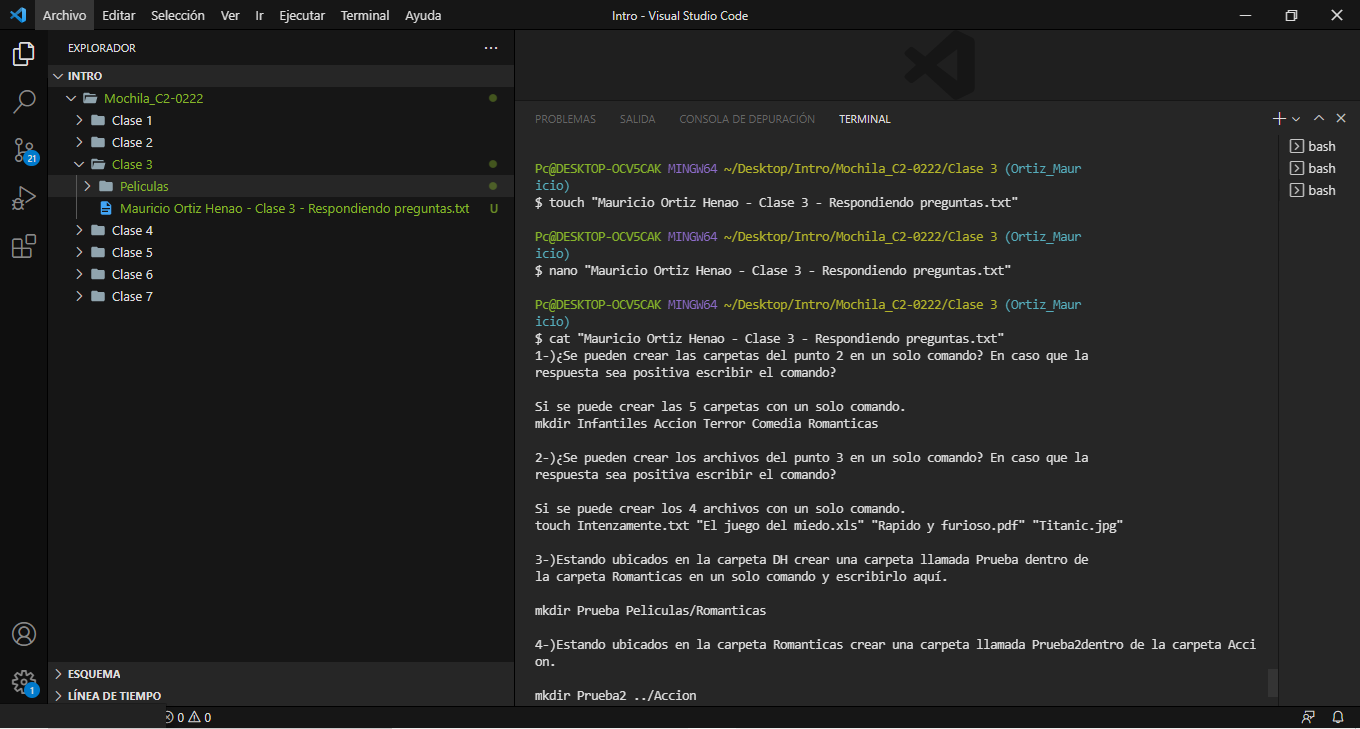 Archivo Editar Selección Ver Ir Ejecutar Terminal Ayuda
Intro - Visual Studio Code
EXPLORADOR
INTRO
Mochila_C2-0222
Clase 1
Clase 2
Clase 3
Peliculas
Mauricio Ortiz Henao - Clase 3 - Respondiendo preguntas.txt U
Clase 4
Clase 5
Clase 6
Clase 7
ESQUEMA
LÍNEA DE TIEMPO
21
1
PROBLEMAS SALIDA CONSOLA DE DEPURACIÓN TERMINAL
bash
bash
bash
Pc@DESKTOP-OCV5CAK MINGW64 ~/Desktop/Intro/Mochila_C2-0222/Clase 3 (Ortiz_Maur
icio)
$ touch "Mauricio Ortiz Henao - Clase 3 - Respondiendo preguntas.txt"
Pc@DESKTOP-OCV5CAK MINGW64 ~/Desktop/Intro/Mochila_C2-0222/Clase 3 (Ortiz_Maur
icio)
$ nano "Mauricio Ortiz Henao - Clase 3 - Respondiendo preguntas.txt"
Pc@DESKTOP-OCV5CAK MINGW64 ~/Desktop/Intro/Mochila_C2-0222/Clase 3 (Ortiz_Maur
icio)
$ cat "Mauricio Ortiz Henao - Clase 3 - Respondiendo preguntas.txt"
1-)¿Se pueden crear las carpetas del punto 2 en un solo comando? En caso que la
respuesta sea positiva escribir el comando?
Si se puede crear las 5 carpetas con un solo comando.
mkdir Infantiles Accion Terror Comedia Romanticas
2-)¿Se pueden crear los archivos del punto 3 en un solo comando? En caso que la
respuesta sea positiva escribir el comando?
Si se puede crear los 4 archivos con un solo comando.
touch Intenzamente.txt "El juego del miedo.xls" "Rapido y furioso.pdf" "Titanic.jpg"
3-)Estando ubicados en la carpeta DH crear una carpeta llamada Prueba dentro de
la carpeta Romanticas en un solo comando y escribirlo aquí.
mkdir Prueba Peliculas/Romanticas
4-)Estando ubicados en la carpeta Romanticas crear una carpeta llamada Prueba2dentro de la carpeta Acci
on.
mkdir Prueba2 ../Accion
0 0